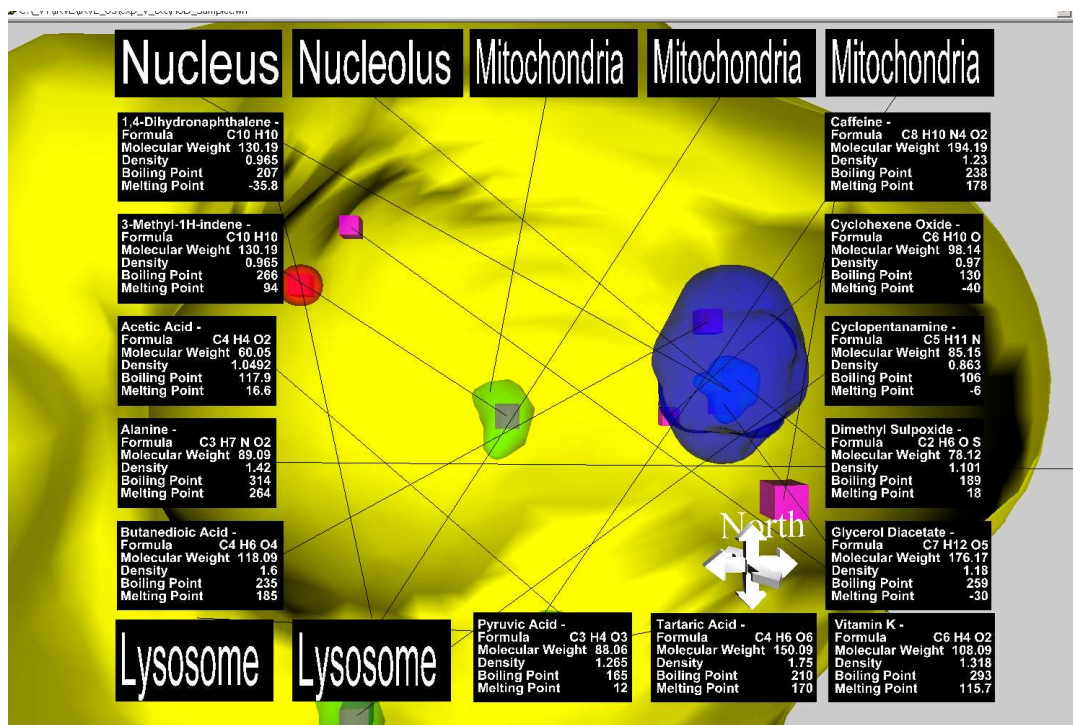 Nucleus
Nucleolus
Mitochondria
Mitochondria
Mitochondria
1,4-Dihydronaphthalene -
Formula C10 H10
Molecular Weight 130.19
Density 0.965
Boiling Point 207
Melting Point -35.8
3-Methyl-1H-indene -
Formula C10 H10
Molecular Weight 130.19
Density 0.965
Boiling Point 266
Melting Point 94
Acetic Acid -
Formula C4 H4 O2
Molecular Weight 60.05
Density 1.0492
Boiling Point 117.9
Melting Point 16.6
Alanine -
Formula C3 H7 N O2
Molecular Weight 89.09
Density 1.42
Boiling Point 314
Melting Point 264
Butanedioic Acid -
Formula C4 H6 O4
Molecular Weight 118.09
Density 1.6
Boiling Point 235
Melting Point 185
Caffeine -
Formula C8 H10 N4 O2
Molecular Weight 194.19
Density 1.23
Boiling Point 238
Melting Point 178
Cyclohexene Oxide -
Formula C6 H10 O
Molecular Weight 98.14
Density 0.97
Boiling Point 130
Melting Point -40
Cyclopentanamine -
Formula C5 H11 N
Molecular Weight 85.15
Density 0.863
Boiling Point 106
Melting Point -6
Dimethyl Sulpoxide -
Formula C2 H6 O S
Molecular Weight 78.12
Density 1.101
Boiling Point 189
Melting Point 18
North
Glycerol Diacetate -
Formula C7 H12 O5
Molecular Weight 176.17
Density 1.18
Boiling Point 259
Melting Point -30
Lysosome
Lysosome
Pyruvic Acid -
Formula C3 H4 O3
Molecular Weight 88.06
Density 1.265
Boiling Point 165
Melting Point 12
Tartaric Acid -
Formula C4 H6 O6
Molecular Weight 150.09
Density 1.75
Boiling Point 210
Melting Point 170
Vitamin K -
Formula C6 H4 O2
Molecular Weight 108.09
Density 1.318
Boiling Point 293
Melting Point 115.7